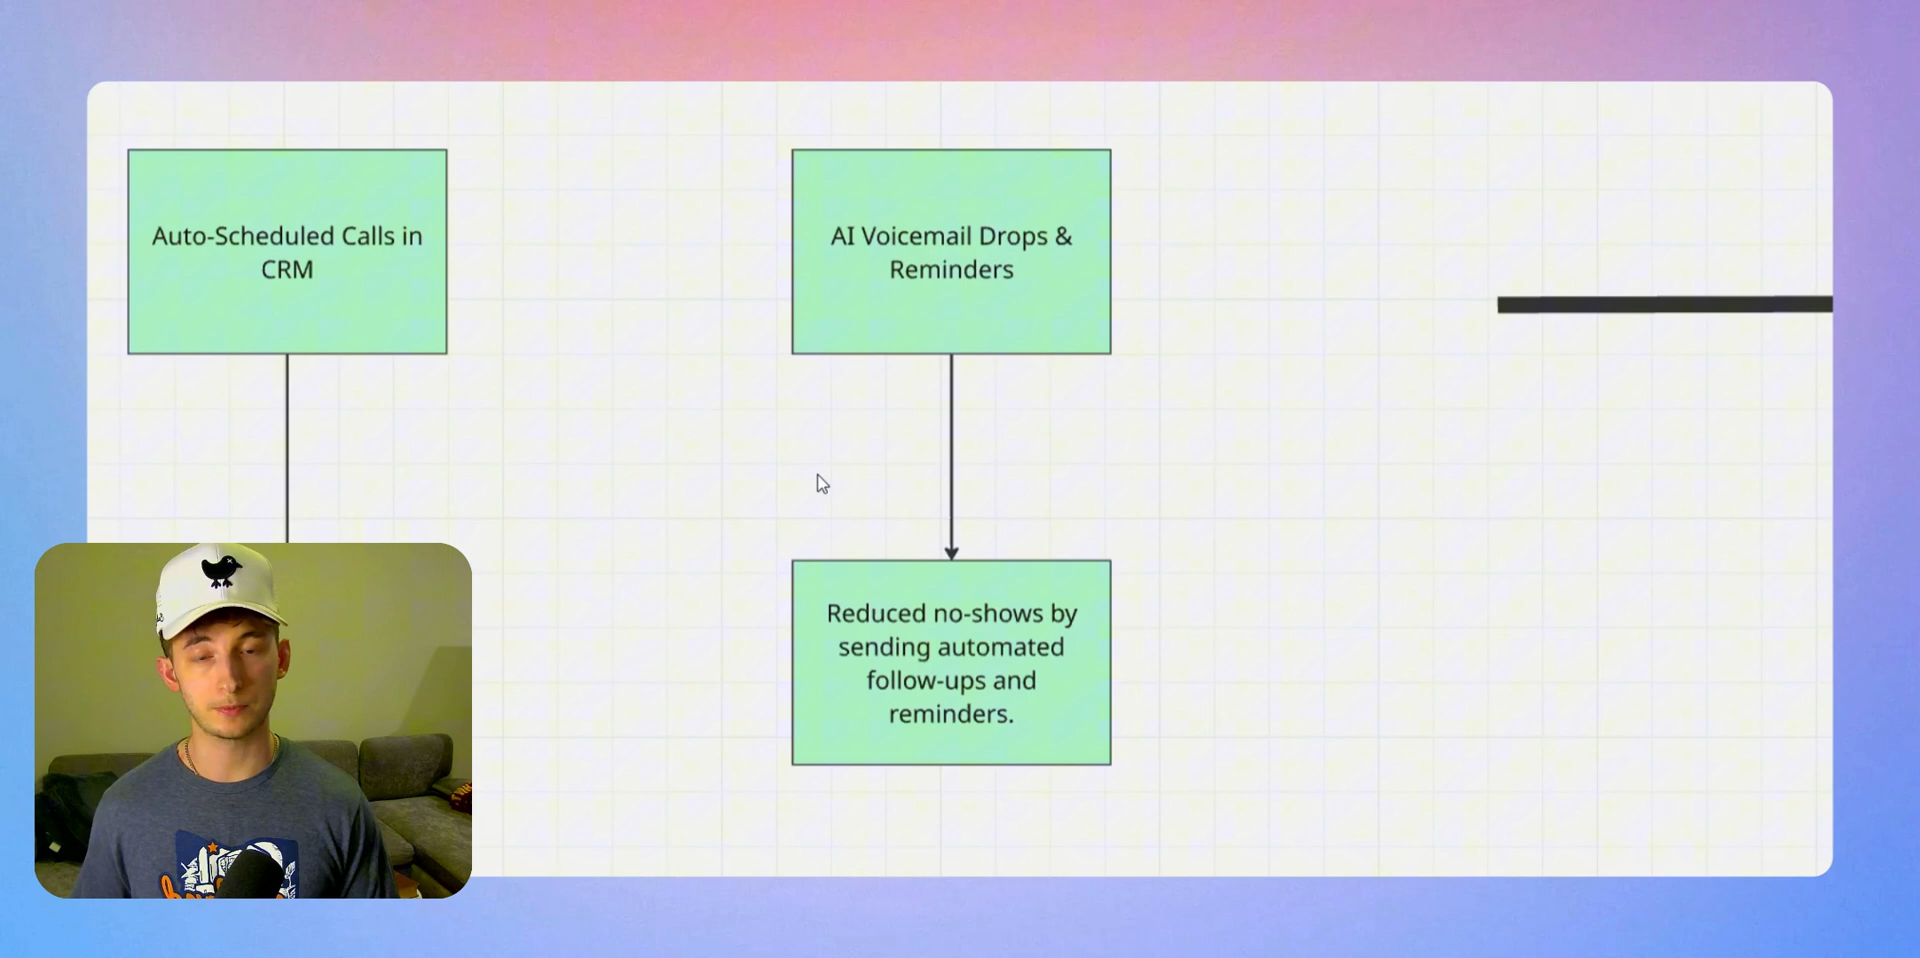 Auto-Scheduled Calls in
CRM
AI Voicemail Drops &
Reminders
Reduced no-shows by
sending automated
follow-ups and
reminders.